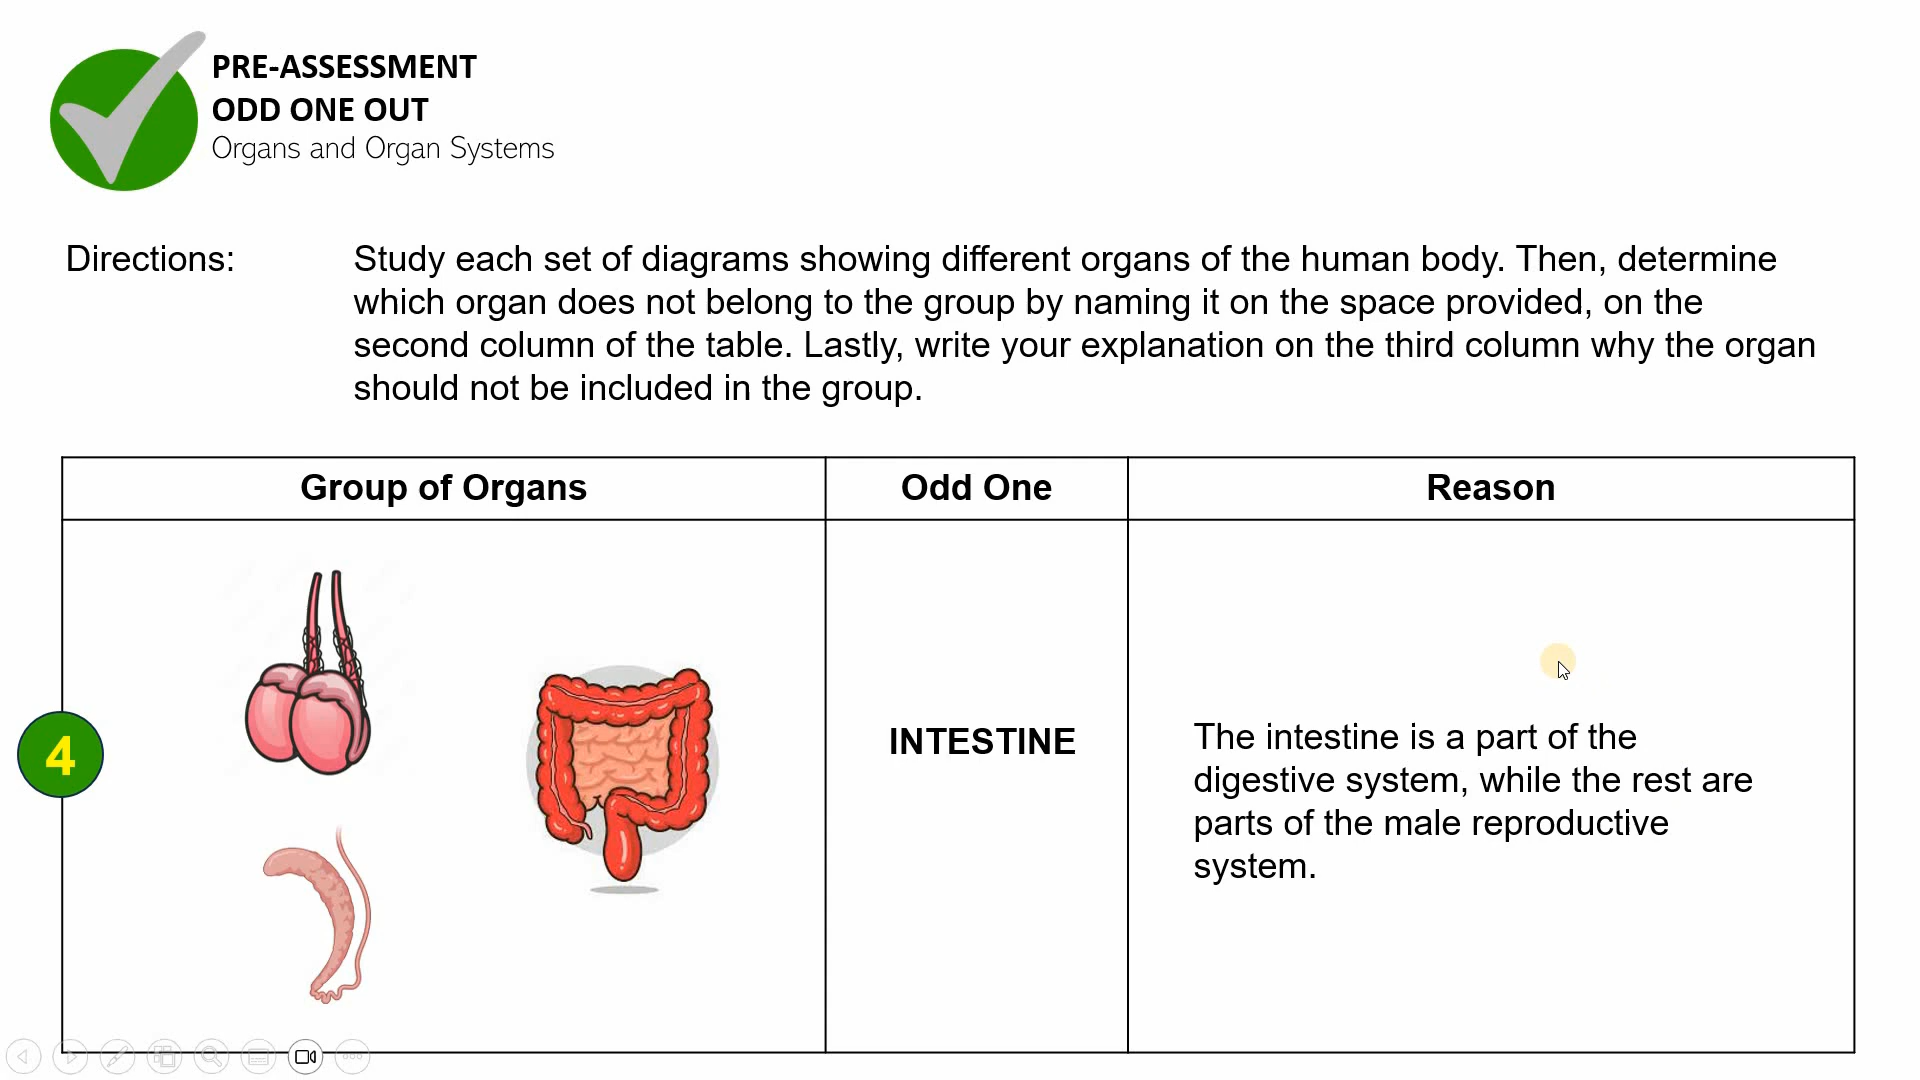 PRE-ASSESSMENT
ODD ONE OUT
Organs and Organ Systems
Directions:
Study each set of diagrams showing different organs of the human body. Then, determine
which organ does not belong to the group by naming it on the space provided, on the
second column of the table. Lastly, write your explanation on the third column why the organ
should not be included in the group.
Group of Organs
Odd One
Reason
4
INTESTINE
The intestine is a part of the
digestive system, while the rest are
parts of the male reproductive
system.